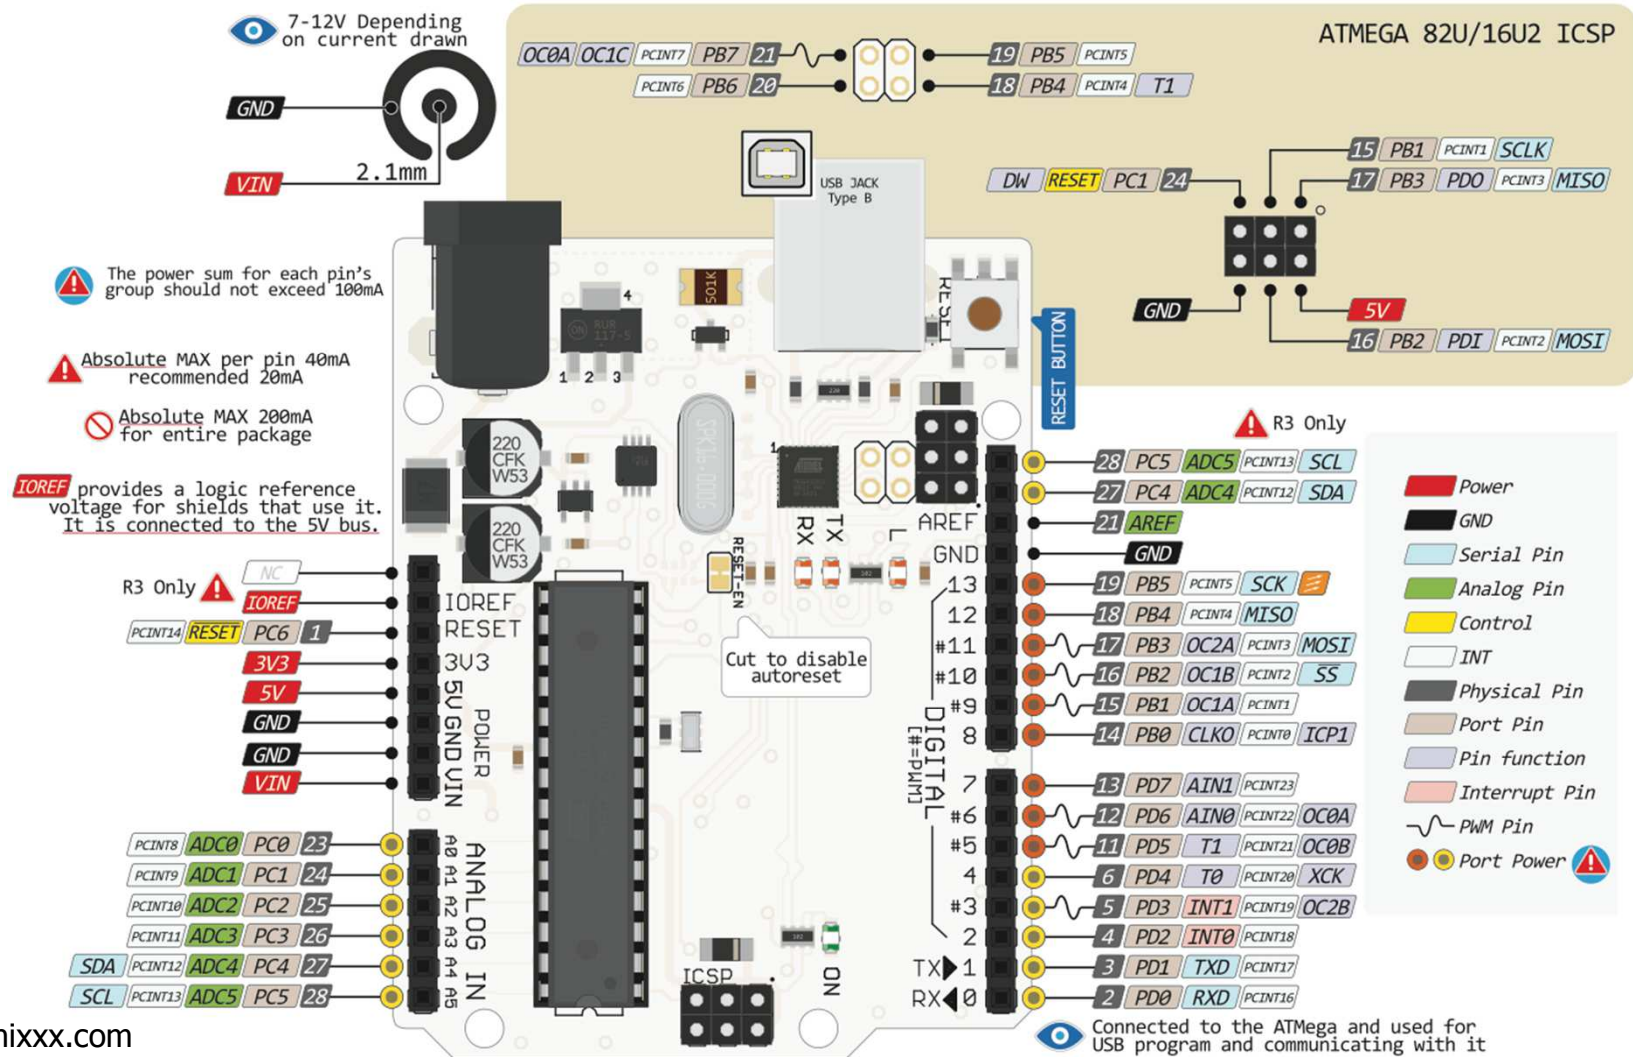 7-12V Depending
on current drawn
GND
VIN
2.1mm
ATMEGA 82U/16U2 ICSP
OC0A OC1C PCINT7 PB7 21
PCINT6 PB6 20
19 PB5 PCINT5
18 PB4 PCINT4 T1
15 PB1 PCINT1 SCLK
17 PB3 PDO PCINT3 MISO
DW RESET PC1 24
GND
5V
16 PB2 PDI PCINT2 MOSI
USB JACK
Type B
The power sum for each pin's
group should not exceed 100mA
Absolute MAX per pin 40mA
recommended 20mA
Absolute MAX 200mA
for entire package
IOREF provides a logic reference
voltage for shields that use it.
It is connected to the 5V bus.
501K
4
1 2 3
RESET BUTTON
220
CFK
W53
220
CFK
W53
SPK16.000G
1
RX
TX
L
RESET-EN
Cut to disable
autoreset
R3 Only
NC
IOREF
PCINT14 RESET PC6 1
3V3
5V
GND
GND
VIN
IOREF
RESET
3V3
5V
GND
GND
VIN
POWER
PCINT8 ADC0 PC0 23
PCINT9 ADC1 PC1 24
PCINT10 ADC2 PC2 25
PCINT11 ADC3 PC3 26
SDA PCINT12 ADC4 PC4 27
SCL PCINT13 ADC5 PC5 28
A0
A1
A2
A3
A4
A5
ANALOG IN
ICSP
ON
R3 Only
28 PC5 ADC5 PCINT13 SCL
27 PC4 ADC4 PCINT12 SDA
AREF 21 AREF
GND GND
13 19 PB5 PCINT5 SCK
12 18 PB4 PCINT4 MISO
#11 17 PB3 OC2A PCINT3 MOSI
#10 16 PB2 OC1B PCINT2 SS
#9 15 PB1 OC1A PCINT1
8 14 PB0 CLKO PCINT0 ICP1
7 13 PD7 AIN1 PCINT23
#6 12 PD6 AIN0 PCINT22 OC0A
#5 11 PD5 T1 PCINT21 OC0B
4 6 PD4 T0 PCINT20 XCK
#3 5 PD3 INT1 PCINT19 OC2B
2 4 PD2 INT0 PCINT18
TX 1 3 PD1 TXD PCINT17
RX 0 2 PD0 RXD PCINT16
DIGITAL
[#=PWM]
Power
GND
Serial Pin
Analog Pin
Control
INT
Physical Pin
Port Pin
Pin function
Interrupt Pin
PWM Pin
Port Power
Connected to the ATMega and used for
USB program and communicating with it
nixxx.com